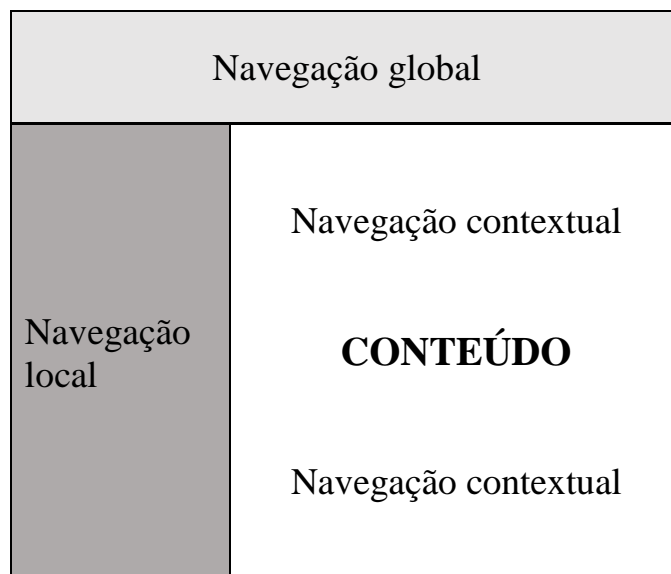 Navegação global
Navegação contextual
Navegação
local
CONTEÚDO
Navegação contextual